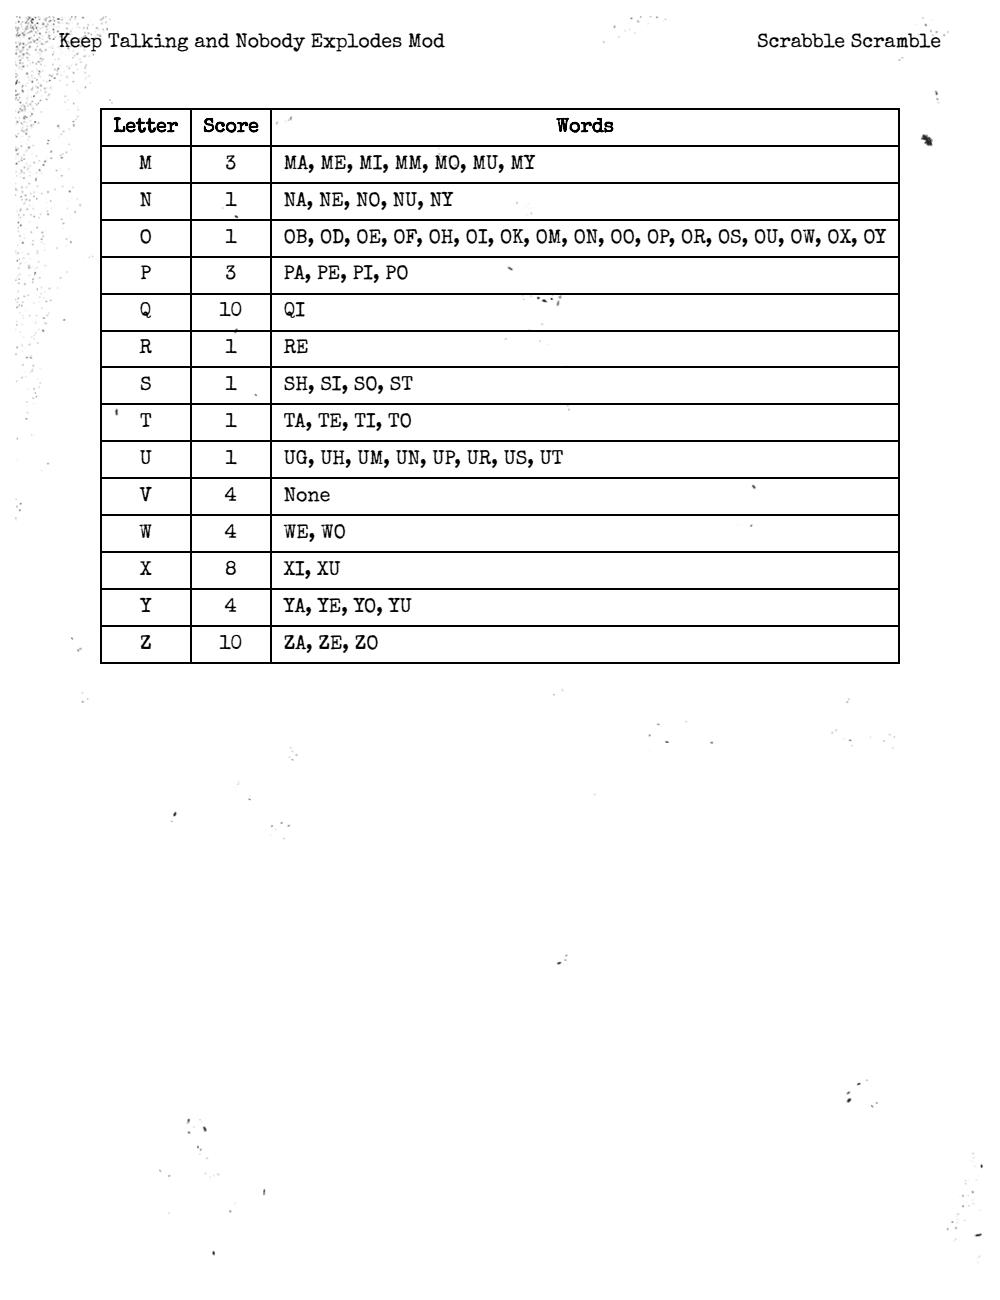 Keep Talking and Nobody Explodes Mod Scrabble Scramble
Letter Score Words
M 3 MA, ME, MI, MM, MO, MU, MY
N 1 NA, NE, NO, NU, NY
O 1 OB, OD, OE, OF, OH, OI, OK, OM, ON, OO, OP, OR, OS, OU, OW, OX, OY
P 3 PA, PE, PI, PO
Q 10 QI
R 1 RE
S 1 SH, SI, SO, ST
T 1 TA, TE, TI, TO
U 1 UG, UH, UM, UN, UP, UR, US, UT
V 4 None
W 4 WE, WO
X 8 XI, XU
Y 4 YA, YE, YO, YU
Z 10 ZA, ZE, ZO